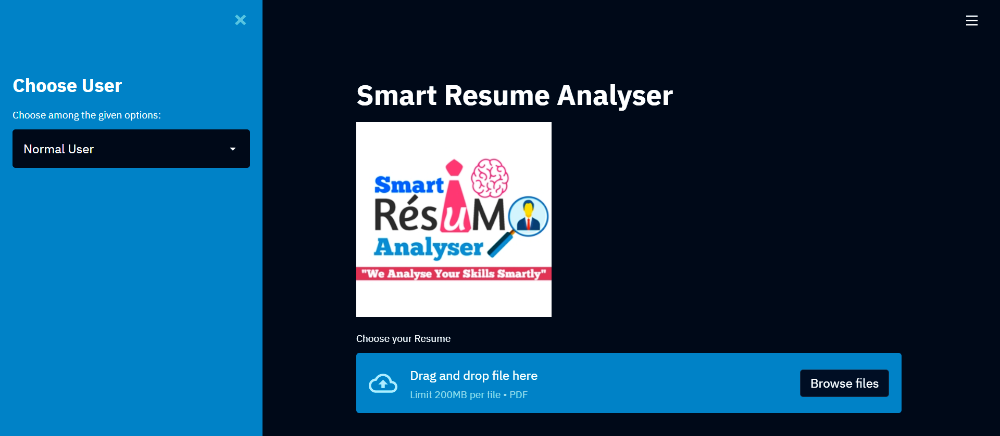 Choose User
Choose among the given options:
Normal User
Smart Resume Analyser
Smart
RésuM
Analyser
"We Analyse Your Skills Smartly"
Choose your Resume
Drag and drop file here
Limit 200MB per file • PDF
Browse files